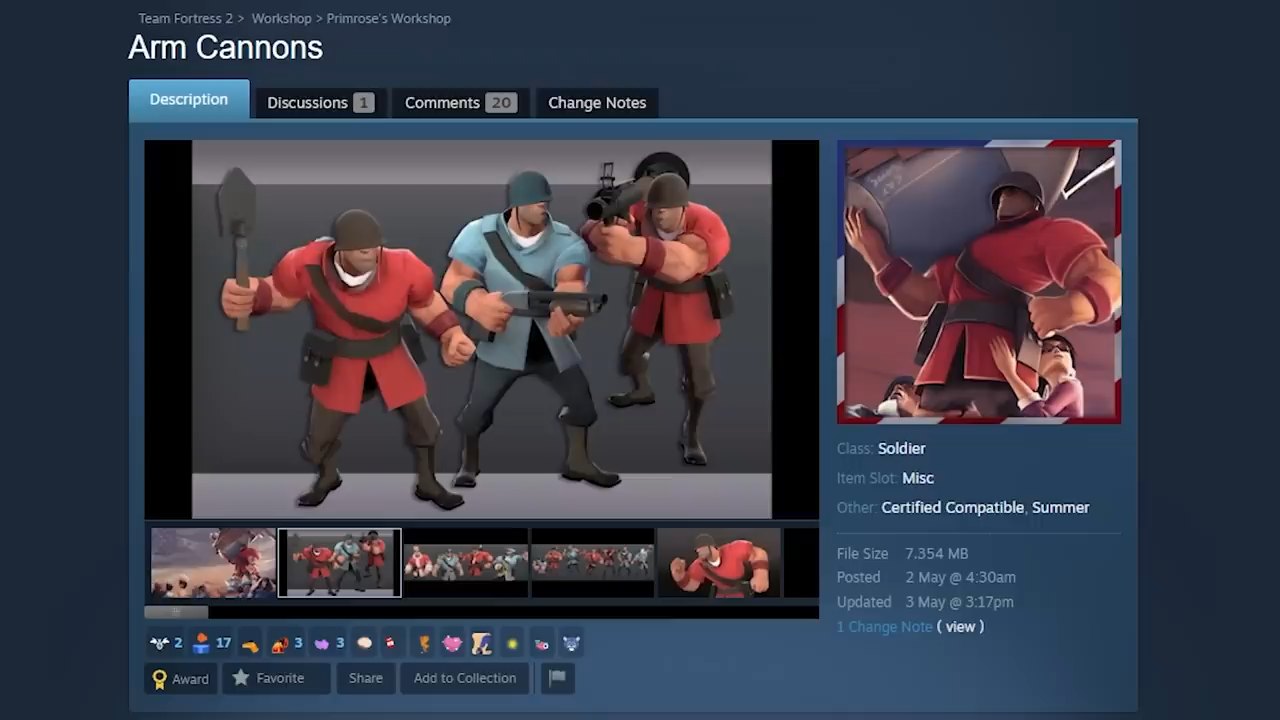 Team Fortress 2 > Workshop > Primrose's Workshop
Arm Cannons
Description
Discussions 1
Comments 20
Change Notes
Class: Soldier
Item Slot: Misc
Other: Certified Compatible, Summer
File Size 7.354 MB
Posted 2 May @ 4:30am
Updated 3 May @ 3:17pm
1 Change Note ( view )
2 17 3 3
Award Favorite Share Add to Collection